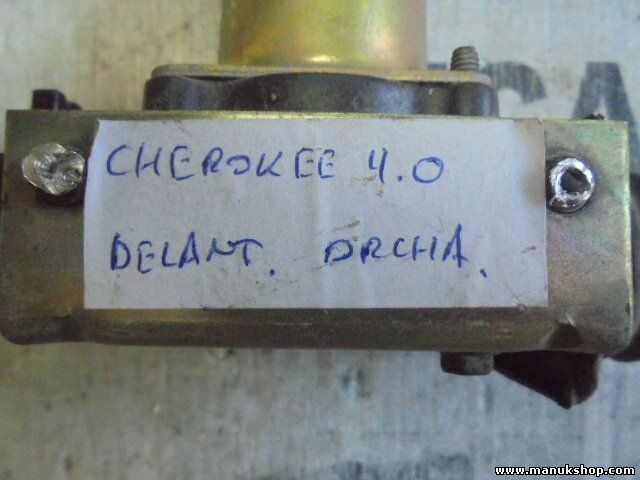 CHEROKEE 4.0
DELANT. DRCHA.
www.manukshop.com